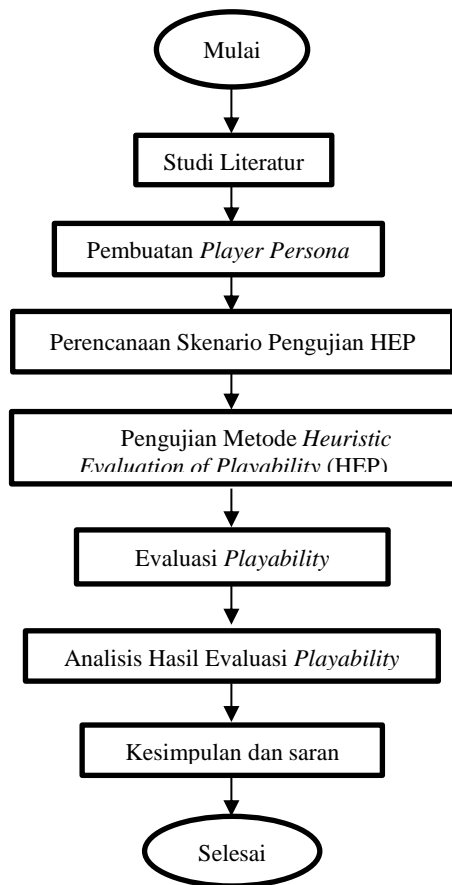 Mulai
Studi Literatur
Pembuatan Player Persona
Perencanaan Skenario Pengujian HEP
Pengujian Metode Heuristic
Evaluation of Playability (HEP)
Evaluasi Playability
Analisis Hasil Evaluasi Playability
Kesimpulan dan saran
Selesai